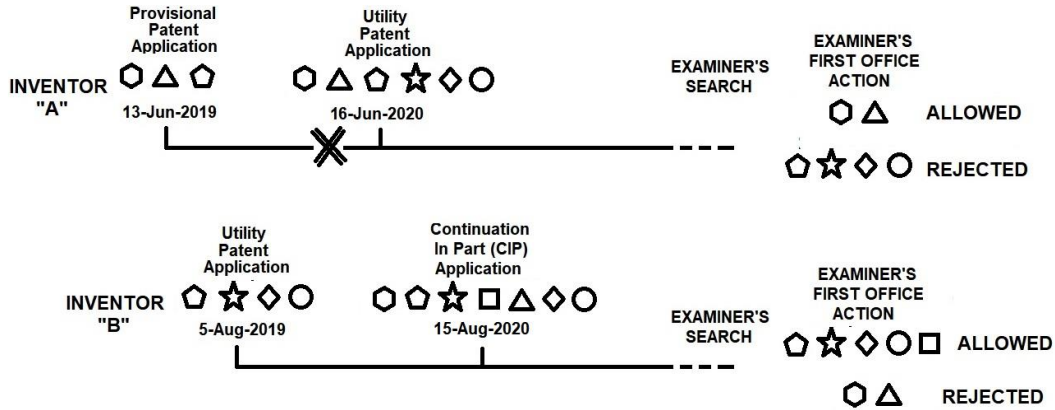 Provisional
Patent
Application
INVENTOR
"A"
13-Jun-2019
Utility
Patent
Application
16-Jun-2020
EXAMINER'S
SEARCH
EXAMINER'S
FIRST OFFICE
ACTION
ALLOWED
REJECTED
Utility
Patent
Application
INVENTOR
"B"
5-Aug-2019
Continuation
In Part (CIP)
Application
15-Aug-2020
EXAMINER'S
SEARCH
EXAMINER'S
FIRST OFFICE
ACTION
ALLOWED
REJECTED